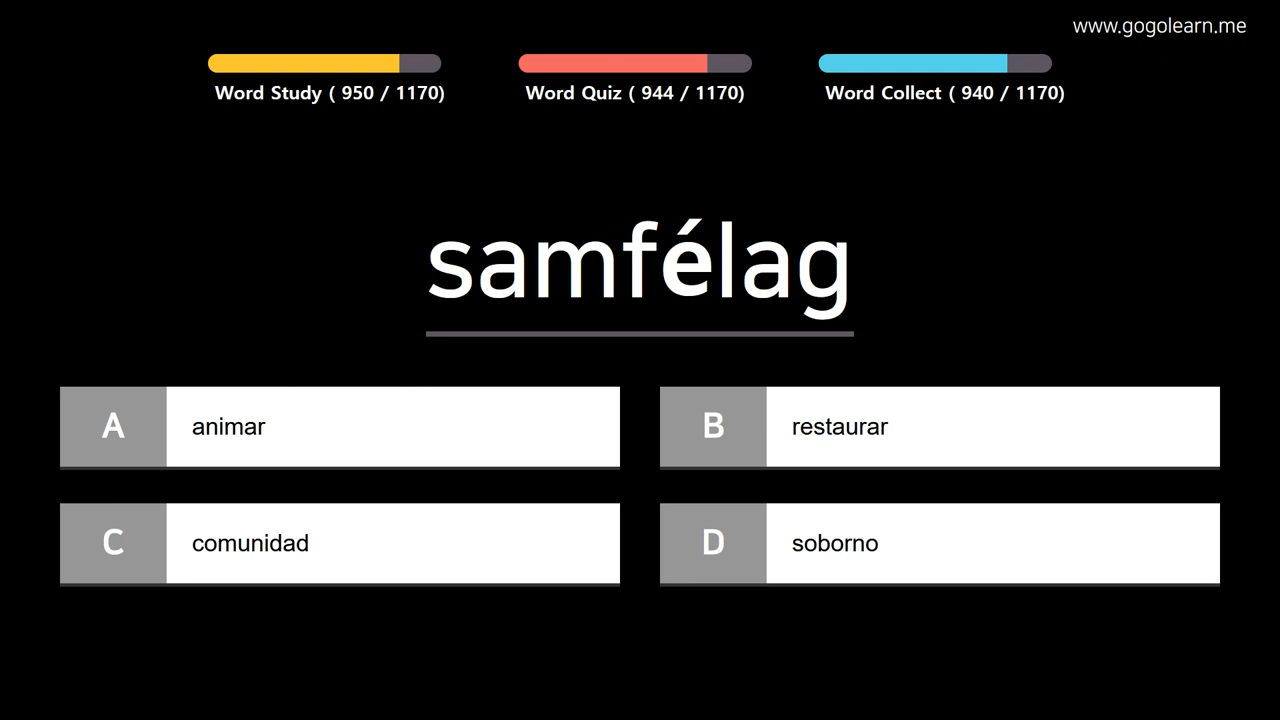 www.gogolearn.me
Word Study ( 950 / 1170)
Word Quiz ( 944 / 1170)
Word Collect ( 940 / 1170)
samfélag
A animar
B restaurar
C comunidad
D soborno